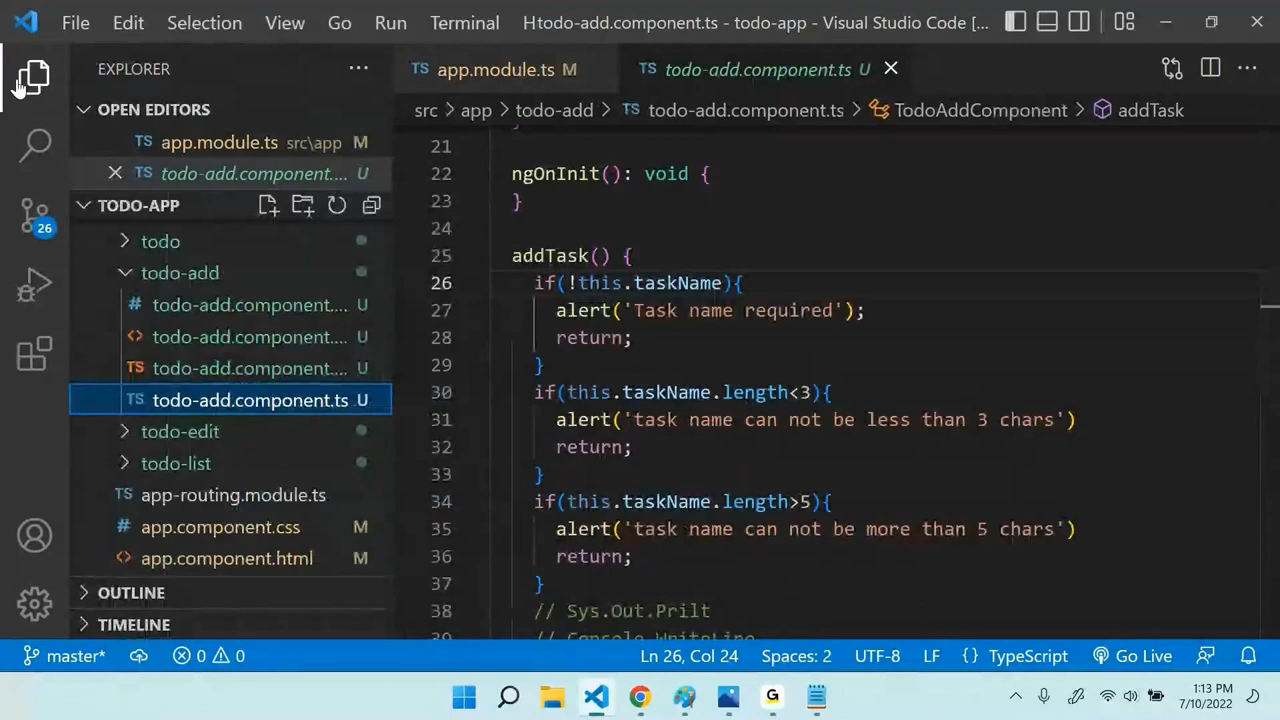 File Edit Selection View Go Run Terminal Htodo-add.component.ts - todo-app - Visual Studio Code [...
EXPLORER
OPEN EDITORS
TS app.module.ts src\app M
TS todo-add.component.... U
TODO-APP
todo
todo-add
# todo-add.component.... U
<> todo-add.component.... U
TS todo-add.component.... U
TS todo-add.component.ts U
todo-edit
todo-list
TS app-routing.module.ts
# app.component.css M
<> app.component.html M
OUTLINE
TIMELINE
26
TS app.module.ts M TS todo-add.component.ts U
src > app > todo-add > TS todo-add.component.ts > TodoAddComponent > addTask
21
22 ngOnInit(): void {
23 }
24
25 addTask() {
26 if(!this.taskName){
27 alert('Task name required');
28 return;
29 }
30 if(this.taskName.length<3){
31 alert('task name can not be less than 3 chars')
32 return;
33 }
34 if(this.taskName.length>5){
35 alert('task name can not be more than 5 chars')
36 return;
37 }
38 // Sys.Out.Prilt
39 // Console.WriteLine
master* 0 0 Ln 26, Col 24 Spaces: 2 UTF-8 LF {} TypeScript Go Live
G
1:13 PM
7/10/2022